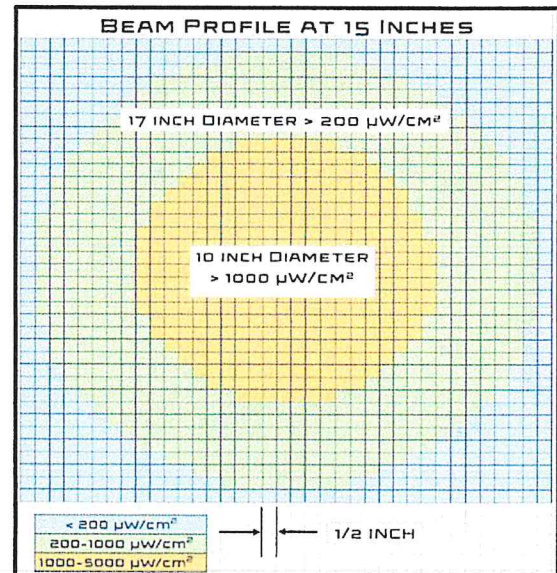 BEAM PROFILE AT 15 INCHES
17 INCH DIAMETER > 200 µW/CM²
10 INCH DIAMETER
> 1000 µW/CM²
< 200 µW/cm²
200-1000 µW/cm²
1000-5000 µW/cm²
1/2 INCH